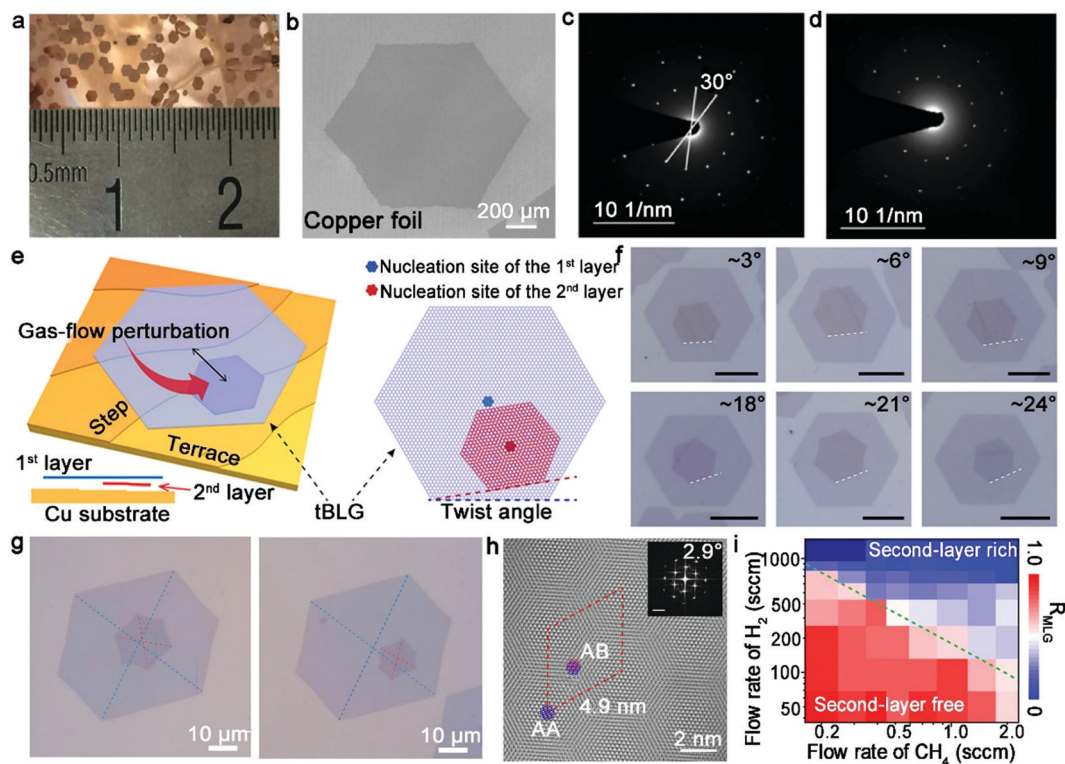 a
0.5mm
1
2
b
Copper foil
200 µm
c
30°
10 1/nm
d
10 1/nm
e
Gas-flow perturbation
Step
Terrace
1st layer
2nd layer
Cu substrate
tBLG
Nucleation site of the 1st layer
Nucleation site of the 2nd layer
Twist angle
f
~3°
~6°
~9°
~18°
~21°
~24°
g
10 µm
10 µm
h
2.9°
AB
AA
4.9 nm
2 nm
i
Flow rate of H2 (sccm)
1000
500
200
100
50
Second-layer rich
Second-layer free
0.2
0.5
1.0
2.0
Flow rate of CH4 (sccm)
1.0
RMLG
0